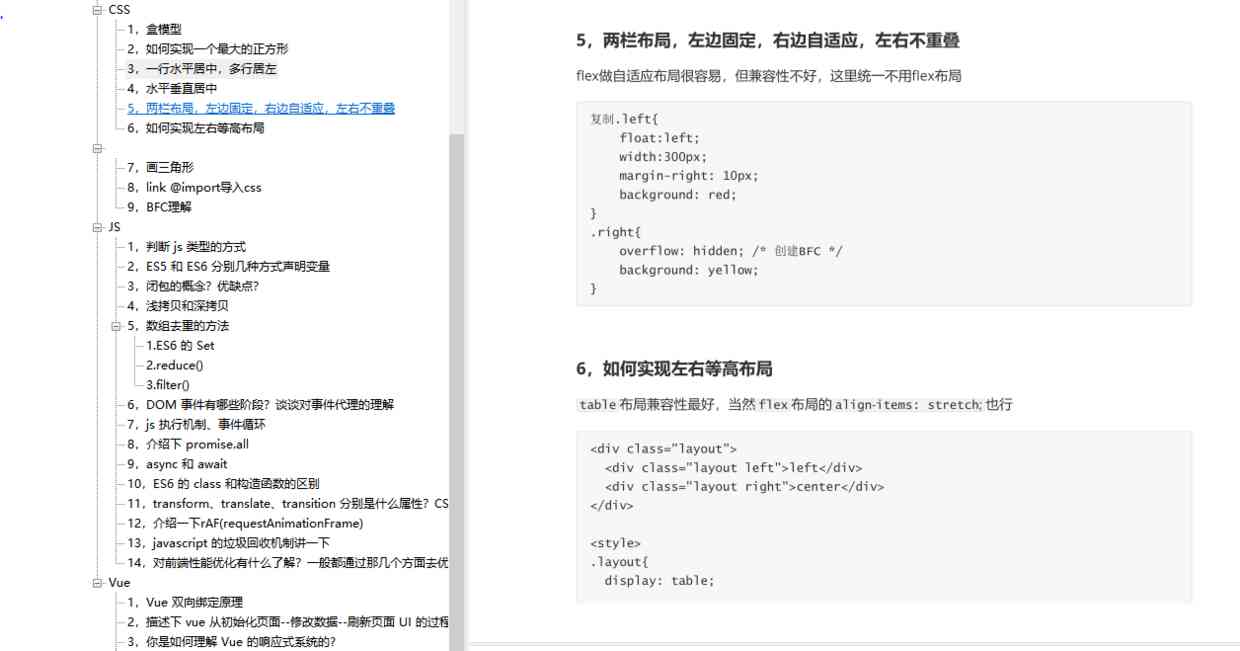 CSS
1，盒模型
2，如何实现一个最大的正方形
3，一行水平居中，多行居左
4，水平垂直居中
5，两栏布局，左边固定，右边自适应，左右不重叠
6，如何实现左右等高布局
7，画三角形
8，link @import导入css
9，BFC理解
JS
1，判断 js 类型的方式
2，ES5 和 ES6 分别几种方式声明变量
3，闭包的概念？优缺点？
4，浅拷贝和深拷贝
5，数组去重的方法
1.ES6 的 Set
2.reduce()
3.filter()
6，DOM 事件有哪些阶段？谈谈对事件代理的理解
7，js 执行机制、事件循环
8，介绍下 promise.all
9，async 和 await
10，ES6 的 class 和构造函数的区别
11，transform、translate、transition 分别是什么属性？CS
12，介绍一下rAF(requestAnimationFrame)
13，javascript 的垃圾回收机制讲一下
14，对前端性能优化有什么了解？一般都通过那几个方面去优
Vue
1，Vue 双向绑定原理
2，描述下 vue 从初始化页面--修改数据--刷新页面 UI 的过程
3，你是如何理解 Vue 的响应式系统的？
5，两栏布局，左边固定，右边自适应，左右不重叠
flex做自适应布局很容易，但兼容性不好，这里统一不用flex布局
复制.left{
    float:left;
    width:300px;
    margin-right: 10px;
    background: red;
}
.right{
    overflow: hidden; /* 创建BFC */
    background: yellow;
}
6，如何实现左右等高布局
table 布局兼容性最好，当然 flex 布局的 align-items: stretch; 也行
<div class="layout">
  <div class="layout left">left</div>
  <div class="layout right">center</div>
</div>
<style>
.layout{
  display: table;